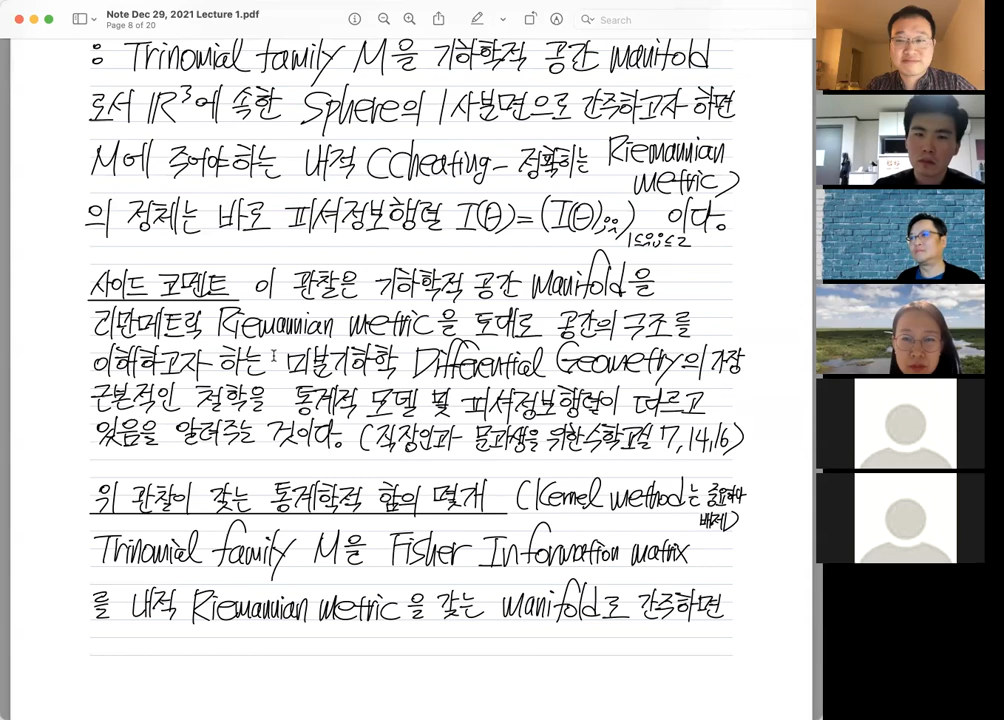 Note Dec 29, 2021 Lecture 1.pdf
Page 8 of 20
Search
: Trinomial family M을 기하학적 공간 manifold
로서 IR³에 속한 Sphere의 1사분면으로 간주하고자 하면
M에 주어야하는 내적 (cheating- 정확히는 Riemannian
metric)
의 정체는 바로 피셔정보행렬 I(θ)=(I(θ)ij)1≤i,j≤2 이다.
사이드 코멘트 이 관찰은 기하학적 공간 Manifold을
리만메트릭 Riemannian metric을 토대로 공간의 구조를
이해하고자 하는 미분기하학 Differential Geometry의 가장
근본적인 철학을 통계적 모델 및 피셔정보행렬이 따르고
있음을 알려주는 것이다. (직장인과 문과생을 위한 수학교실 7, 14, 16)
위 관찰이 갖는 통계학적 함의 몇개 (Kernel method는 중요하나
배제)
Trinomial family M을 Fisher Information matrix
를 내적 Riemannian metric을 갖는 manifold로 간주하면